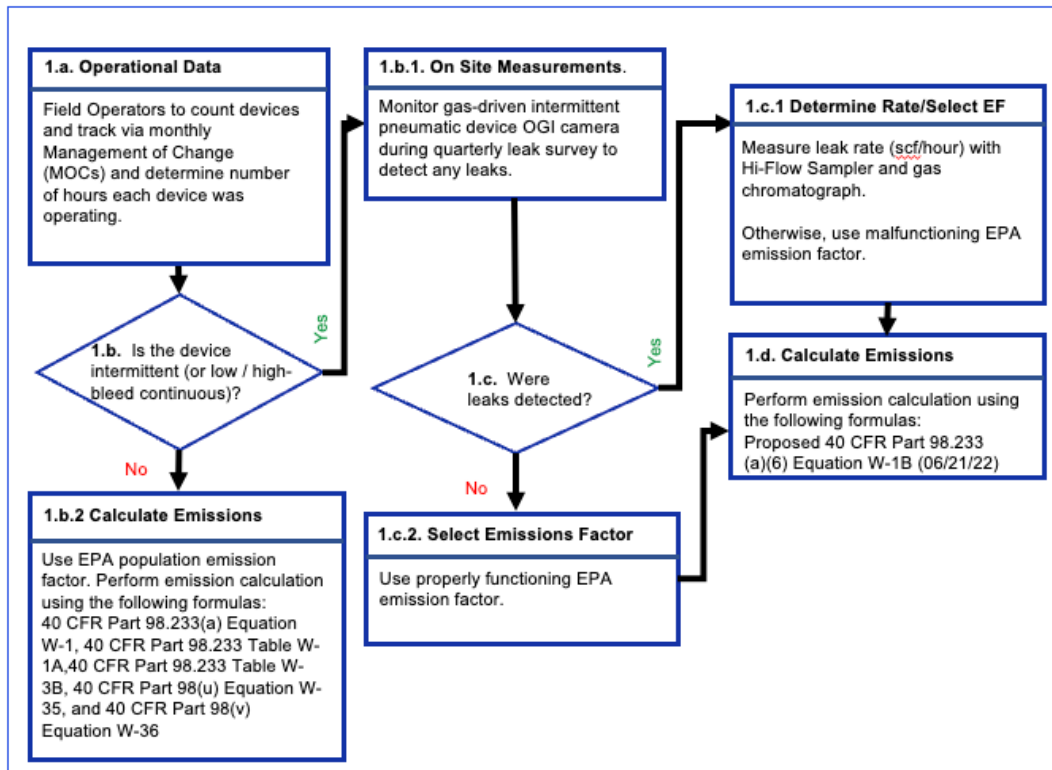 1.a. Operational Data
Field Operators to count devices
and track via monthly
Management of Change
(MOCs) and determine number
of hours each device was
operating.
1.b. Is the device
intermittent (or low / high-
bleed continuous)?
Yes
No
1.b.2 Calculate Emissions
Use EPA population emission
factor. Perform emission calculation
using the following formulas:
40 CFR Part 98.233(a) Equation
W-1, 40 CFR Part 98.233 Table W-
1A,40 CFR Part 98.233 Table W-
3B, 40 CFR Part 98(u) Equation W-
35, and 40 CFR Part 98(v)
Equation W-36
1.b.1. On Site Measurements.
Monitor gas-driven intermittent
pneumatic device OGI camera
during quarterly leak survey to
detect any leaks.
1.c. Were
leaks detected?
Yes
No
1.c.2. Select Emissions Factor
Use properly functioning EPA
emission factor.
1.c.1 Determine Rate/Select EF
Measure leak rate (scf/hour) with
Hi-Flow Sampler and gas
chromatograph.
Otherwise, use malfunctioning EPA
emission factor.
1.d. Calculate Emissions
Perform emission calculation using
the following formulas:
Proposed 40 CFR Part 98.233
(a)(6) Equation W-1B (06/21/22)